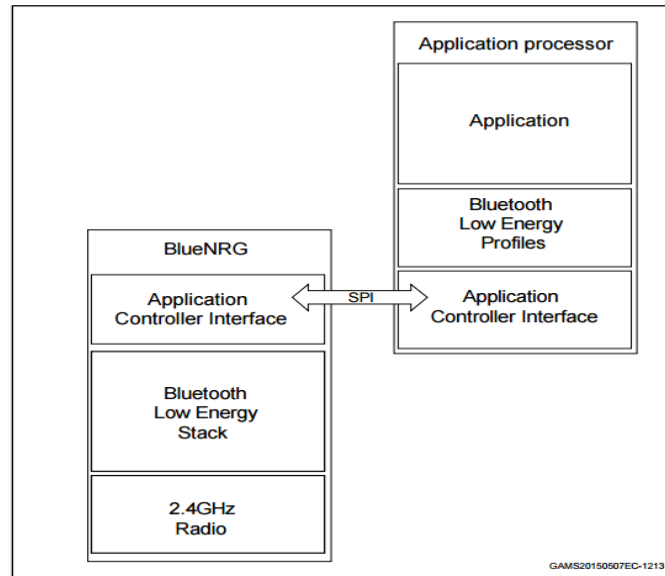 Application processor
Application
Bluetooth
Low Energy
Profiles
Application
Controller Interface
SPI
BlueNRG
Application
Controller Interface
Bluetooth
Low Energy
Stack
2.4GHz
Radio
GAMS20150507EC-1213